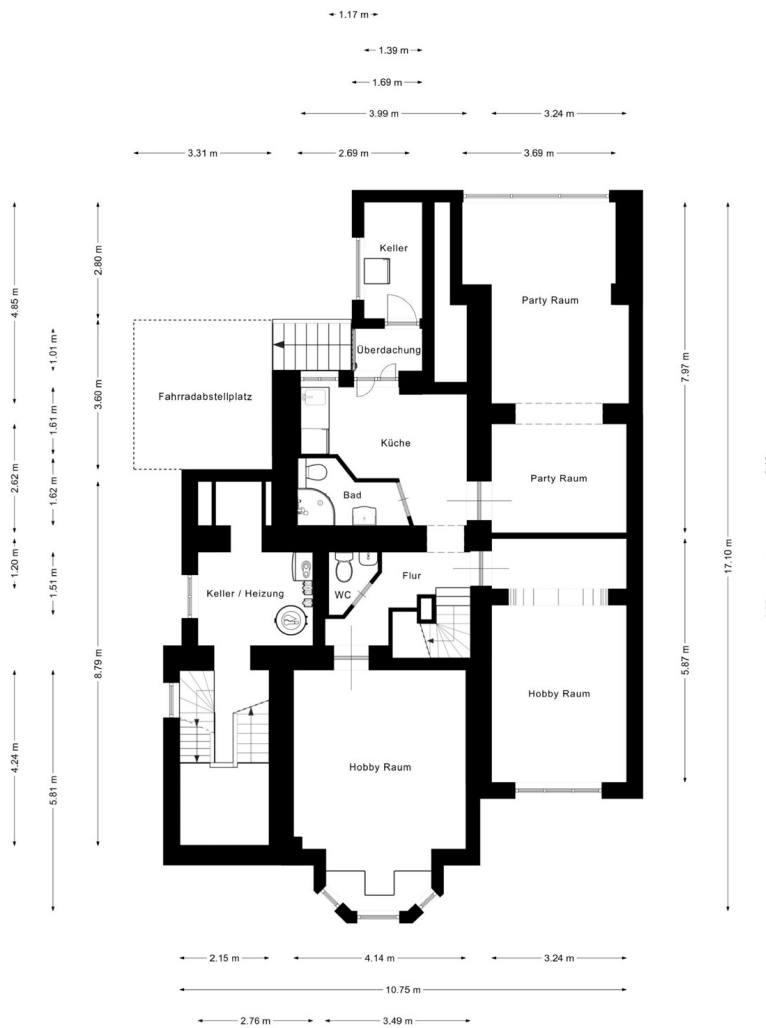 1.17 m
1.39 m
1.69 m
3.99 m
3.24 m
3.31 m
2.69 m
3.69 m
4.85 m
2.80 m
Keller
Party Raum
1.01 m
Überdachung
3.60 m
7.97 m
Fahrradabstellplatz
1.61 m
Küche
2.62 m
1.62 m
Bad
Party Raum
17.10 m
1.20 m
1.51 m
Keller / Heizung
WC
Flur
8.79 m
5.87 m
Hobby Raum
4.24 m
5.81 m
Hobby Raum
2.15 m
4.14 m
3.24 m
10.75 m
2.76 m
3.49 m